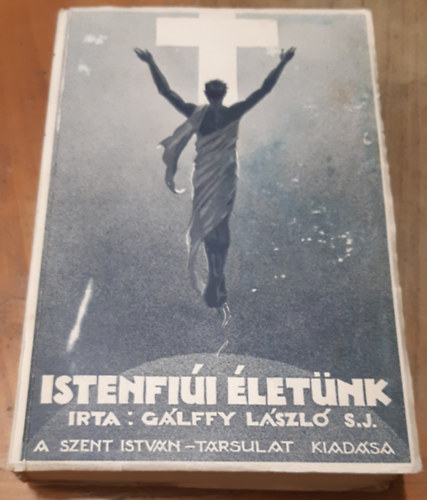 ISTENFIÚI ÉLETÜNK
IRTA: GÁLFFY LÁSZLÓ S.J.
A SZENT ISTVÁN-TÁRSULAT KIADÁSA